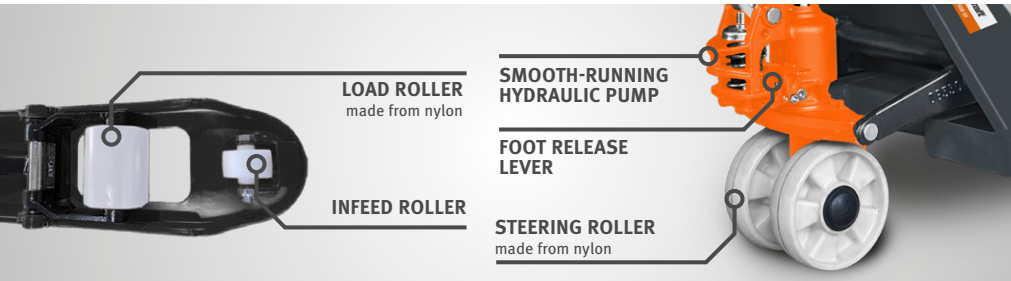 LOAD ROLLER
made from nylon
INFEED ROLLER
SMOOTH-RUNNING
HYDRAULIC PUMP
FOOT RELEASE
LEVER
STEERING ROLLER
made from nylon